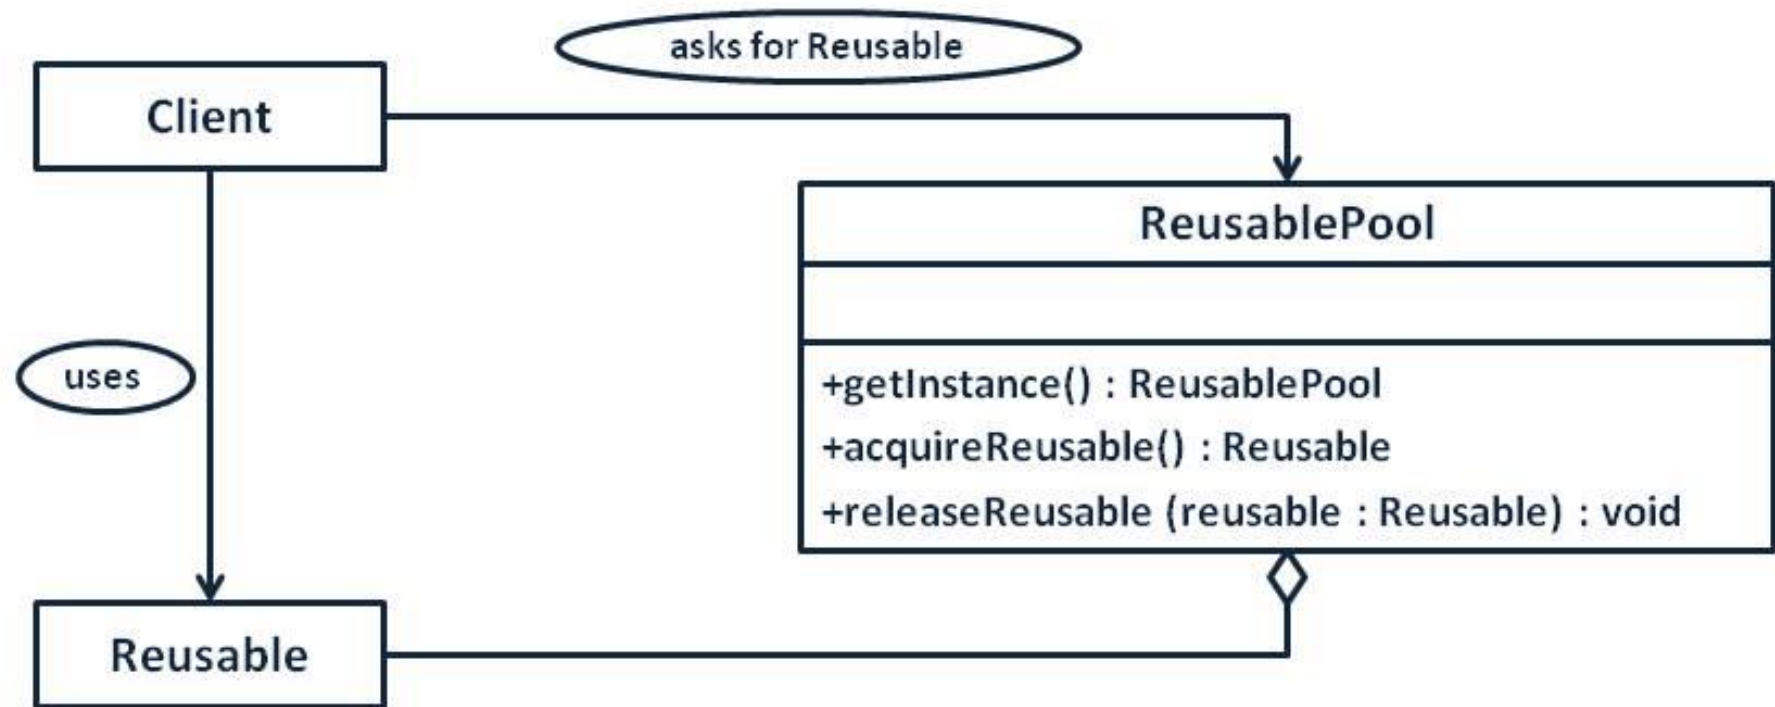 asks for Reusable
Client
ReusablePool
uses
+getInstance() : ReusablePool
+acquireReusable() : Reusable
+releaseReusable (reusable : Reusable) : void
Reusable